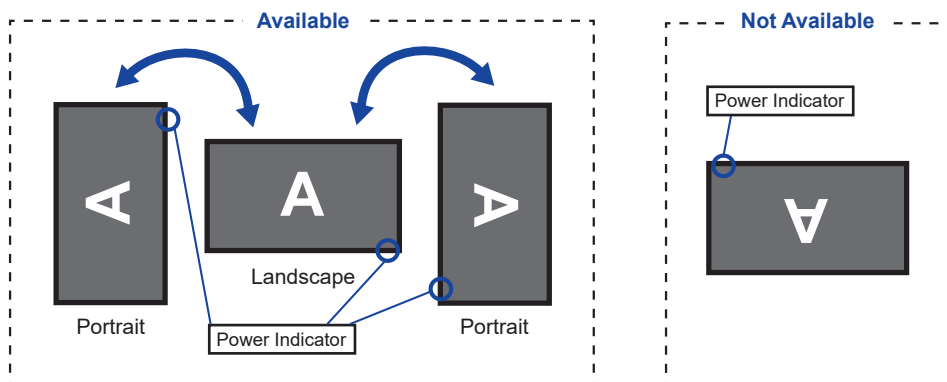 Available
Not Available
Power Indicator
A
A
A
A
Landscape
Portrait
Power Indicator
Portrait